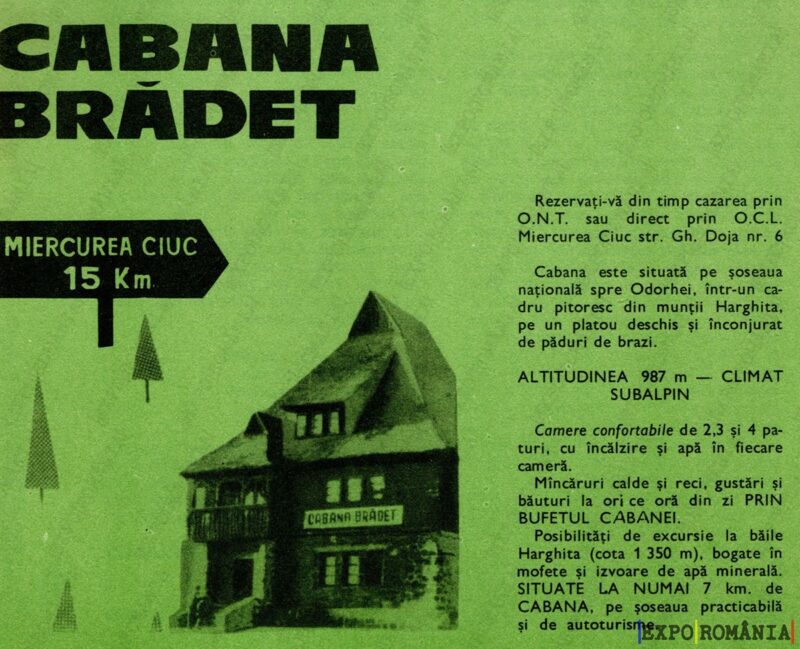 CABANA
BRĂDET
MIERCUREA CIUC
15 Km
CABANA BRĂDET
Rezervați-vă din timp cazarea prin
O.N.T. sau direct prin O.C.L.
Miercurea Ciuc str. Gh. Doja nr. 6
Cabana este situată pe șoseaua
națională spre Odorhei, într-un ca-
dru pitoresc din munții Harghita,
pe un platou deschis și înconjurat
de păduri de brazi.
ALTITUDINEA 987 m — CLIMAT
SUBALPIN
Camere confortabile de 2,3 și 4 pa-
turi, cu încălzire și apă în fiecare
cameră.
Mîncăruri calde și reci, gustări și
băuturi la ori ce oră din zi PRIN
BUFETUL CABANEI.
Posibilități de excursie la băile
Harghita (cota 1 350 m), bogate în
mofete și izvoare de apă minerală.
SITUATE LA NUMAI 7 km. de
CABANA, pe șoseaua practicabilă
și de autoturisme.
EXPO ROMÂNIA